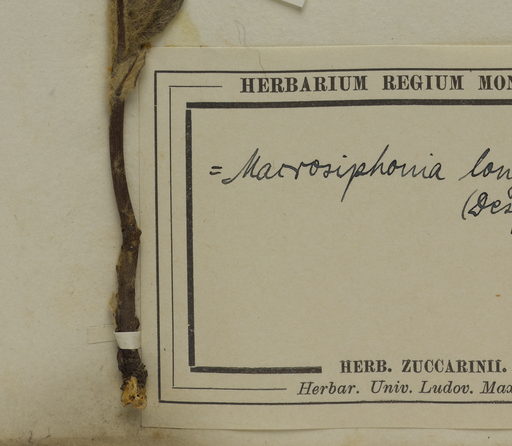 HERBARIUM REGIUM MON
= Macrosiphonia lon
(Des
HERB. ZUCCARINII.
Herbar. Univ. Ludov. Max